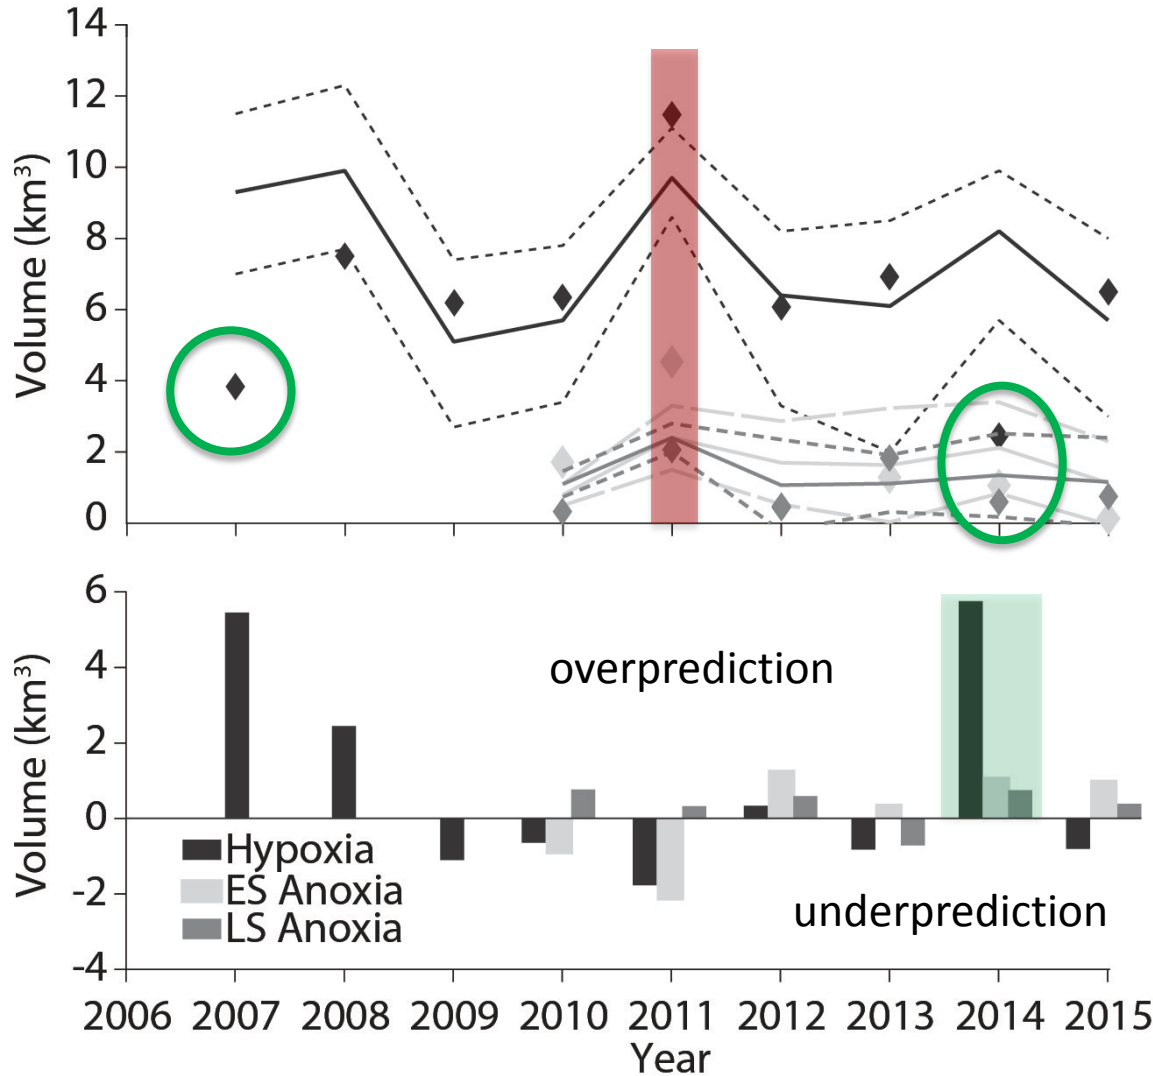 14
12
10
8
6
4
2
0
Volume (km³)
6
4
2
0
-2
-4
Volume (km³)
overprediction
Hypoxia
ES Anoxia
LS Anoxia
underprediction
2006 2007 2008 2009 2010 2011 2012 2013 2014 2015
Year